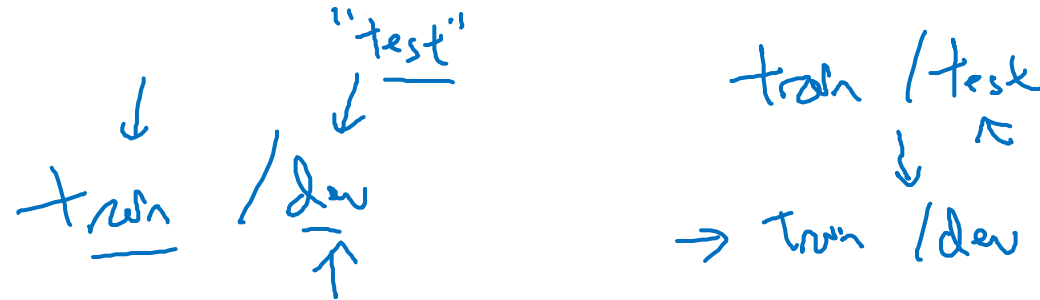 "test"
train / dev
train / test
train / dev